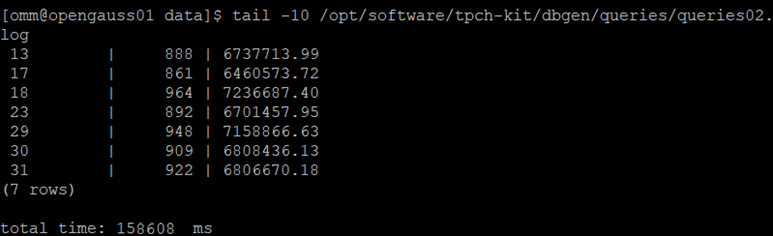 [omm@opengauss01 data]$ tail -10 /opt/software/tpch-kit/dbgen/queries/queries02.
log
13 | 888 | 6737713.99
17 | 861 | 6460573.72
18 | 964 | 7236687.40
23 | 892 | 6701457.95
29 | 948 | 7158866.63
30 | 909 | 6808436.13
31 | 922 | 6806670.18
(7 rows)
total time: 158608 ms